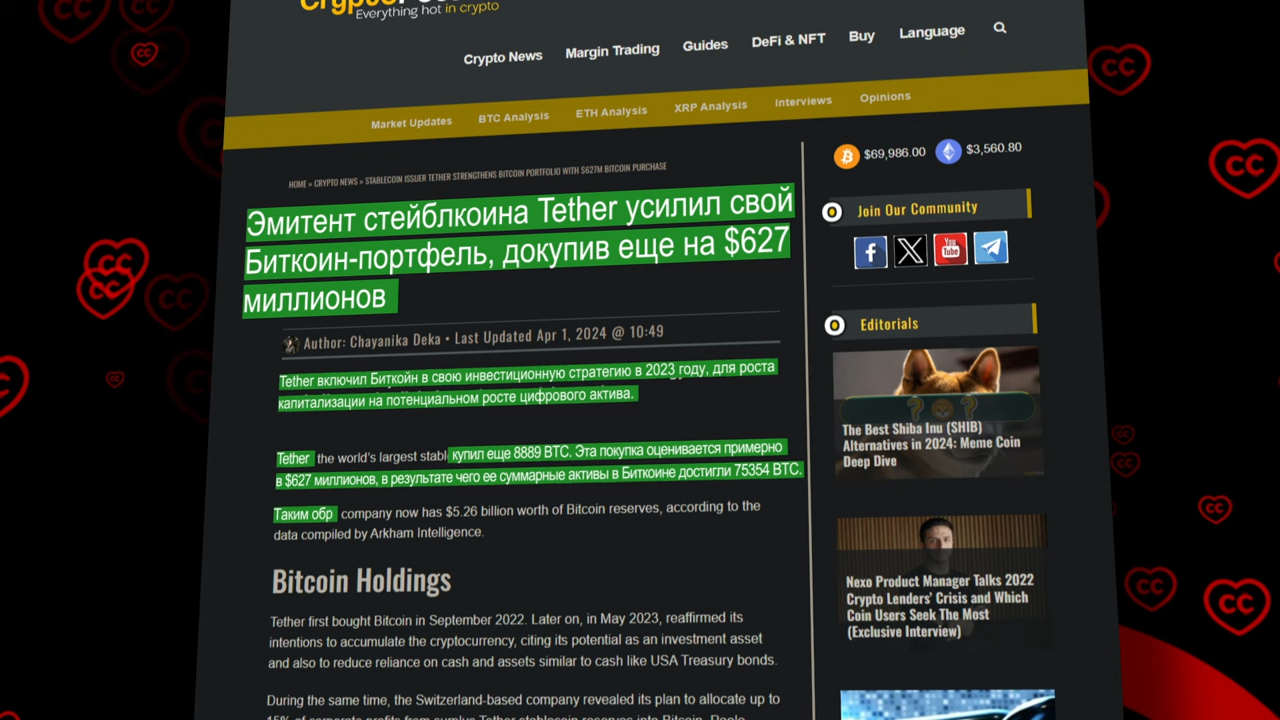 Everything hot in crypto
Crypto News Margin Trading Guides DeFi & NFT Buy Language
Market Updates BTC Analysis ETH Analysis XRP Analysis Interviews Opinions
HOME » CRYPTO NEWS » STABLECOIN ISSUER TETHER STRENGTHENS BITCOIN PORTFOLIO WITH $627M BITCOIN PURCHASE
Эмитент стейблкоина Tether усилил свой
Биткоин-портфель, докупив еще на $627
миллионов
Author: Chayanika Deka • Last Updated Apr 1, 2024 @ 10:49
Tether включил Биткойн в свою инвестиционную стратегию в 2023 году, для роста
капитализации на потенциальном росте цифрового актива.
Tether the world's largest stabl купил еще 8889 BTC. Эта покупка оценивается примерно
в $627 миллионов, в результате чего ее суммарные активы в Биткоине достигли 75354 BTC.
Таким обр company now has $5.26 billion worth of Bitcoin reserves, according to the
data compiled by Arkham Intelligence.
Bitcoin Holdings
Tether first bought Bitcoin in September 2022. Later on, in May 2023, reaffirmed its
intentions to accumulate the cryptocurrency, citing its potential as an investment asset
and also to reduce reliance on cash and assets similar to cash like USA Treasury bonds.
During the same time, the Switzerland-based company revealed its plan to allocate up to
$69,986.00 $3,560.80
Join Our Community
You
Tube
Editorials
The Best Shiba Inu (SHIB)
Alternatives in 2024: Meme Coin
Deep Dive
Nexo Product Manager Talks 2022
Crypto Lenders' Crisis and Which
Coin Users Seek The Most
(Exclusive Interview)